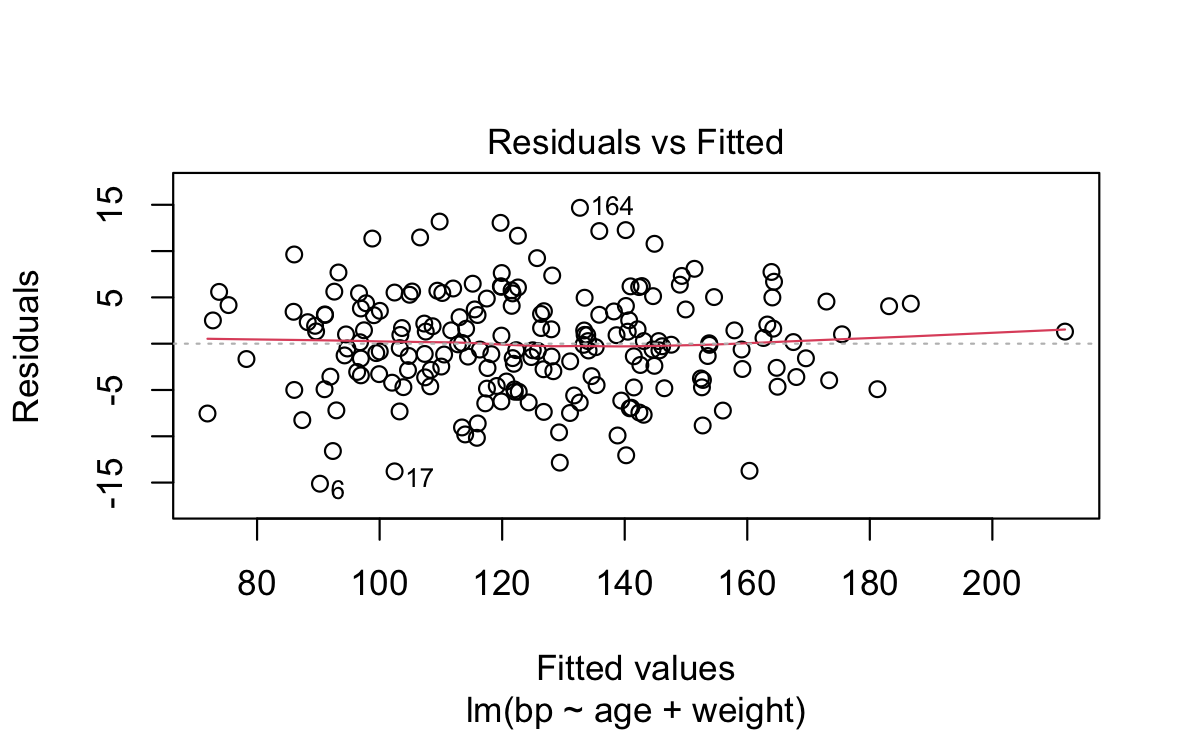 Residuals vs Fitted
Residuals
15
5
-5
-15
164
17
6
80 100 120 140 160 180 200
Fitted values
lm(bp ~ age + weight)